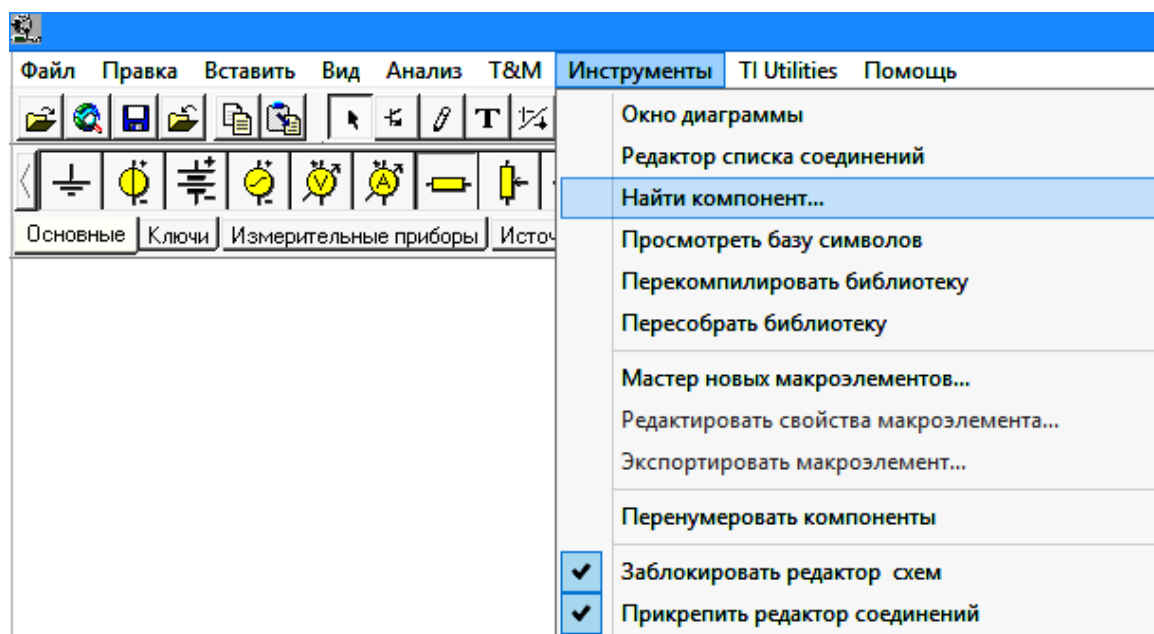 Файл Правка Вставить Вид Анализ T&M Инструменты TI Utilities Помощь
T
V A
Основные Ключи Измерительные приборы Источ
Окно диаграммы
Редактор списка соединений
Найти компонент...
Просмотреть базу символов
Перекомпилировать библиотеку
Пересобрать библиотеку
Мастер новых макроэлементов...
Редактировать свойства макроэлемента...
Экспортировать макроэлемент...
Перенумеровать компоненты
Заблокировать редактор схем
Прикрепить редактор соединений